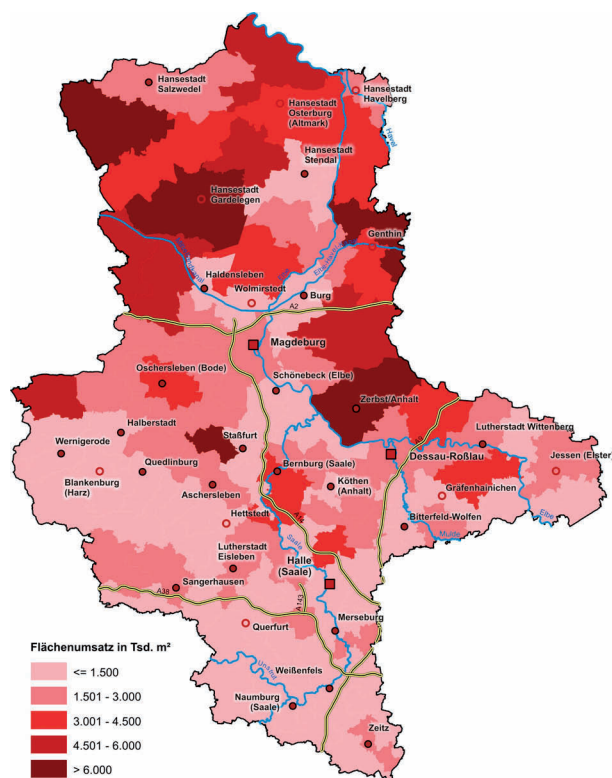 Hansestadt
Salzwedel
Hansestadt
Havelberg
Hansestadt
Osterburg
(Altmark)
Havel
Hansestadt
Stendal
Hansestadt
Gardelegen
Genthin
Haldensleben
Wolmirstedt
Elbe
Burg
A2
Magdeburg
Oschersleben (Bode)
Schönebeck (Elbe)
Zerbst/Anhalt
Halberstadt
Lutherstadt Wittenberg
Wernigerode
Staßfurt
Dessau-Roßlau
Quedlinburg
Bernburg (Saale)
Jessen (Elster)
Blankenburg
(Harz)
Aschersleben
Köthen
(Anhalt)
Gräfenhainichen
Elbe
Hettstedt
A14
Bitterfeld-Wolfen
Mulde
Saale
Lutherstadt
Eisleben
Halle
(Saale)
Sangerhausen
A38
A143
Merseburg
Querfurt
Flächenumsatz in Tsd. m²
Unstrut
Weißenfels
<= 1.500
1.501 - 3.000
Naumburg
(Saale)
3.001 - 4.500
Zeitz
4.501 - 6.000
> 6.000